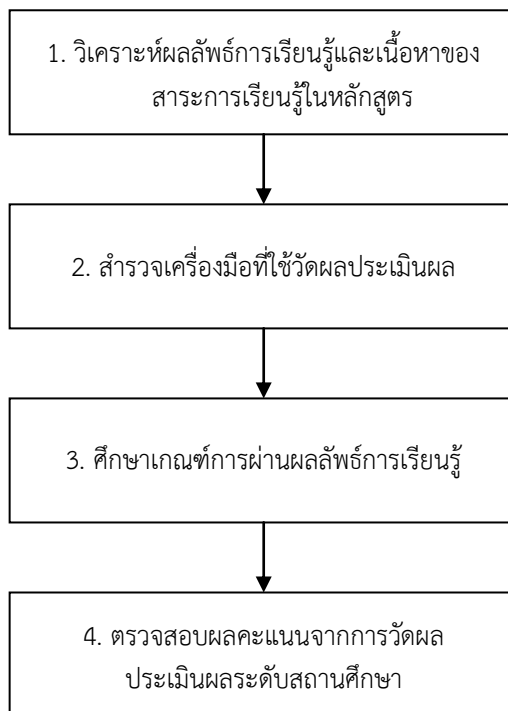 1. วิเคราะห์ผลลัพธ์การเรียนรู้และเนื้อหาของ
สาระการเรียนรู้ในหลักสูตร
2. สำรวจเครื่องมือที่ใช้วัดผลประเมินผล
3. ศึกษาเกณฑ์การผ่านผลลัพธ์การเรียนรู้
4. ตรวจสอบผลคะแนนจากการวัดผล
ประเมินผลระดับสถานศึกษา